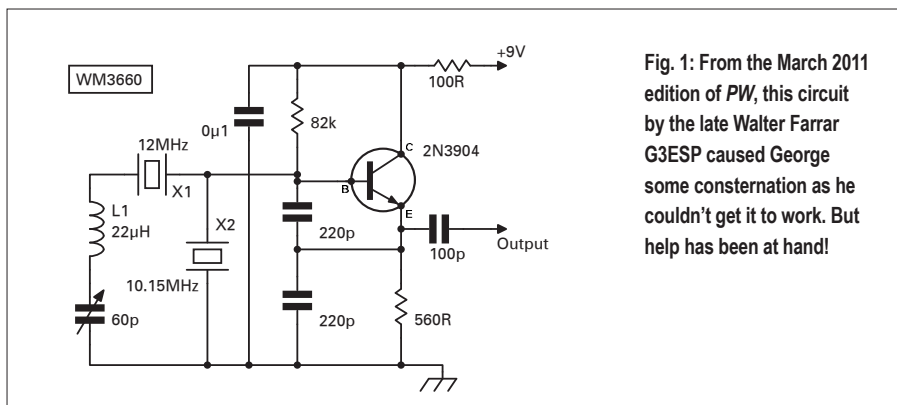 WM3660
+9V
100R
0µ1
82k
12MHz
X1
C
2N3904
B
E
L1
22µH
X2
220p
100p
Output
10.15MHz
60p
220p
560R
Fig. 1: From the March 2011
edition of PW, this circuit
by the late Walter Farrar
G3ESP caused George
some consternation as he
couldn’t get it to work. But
help has been at hand!